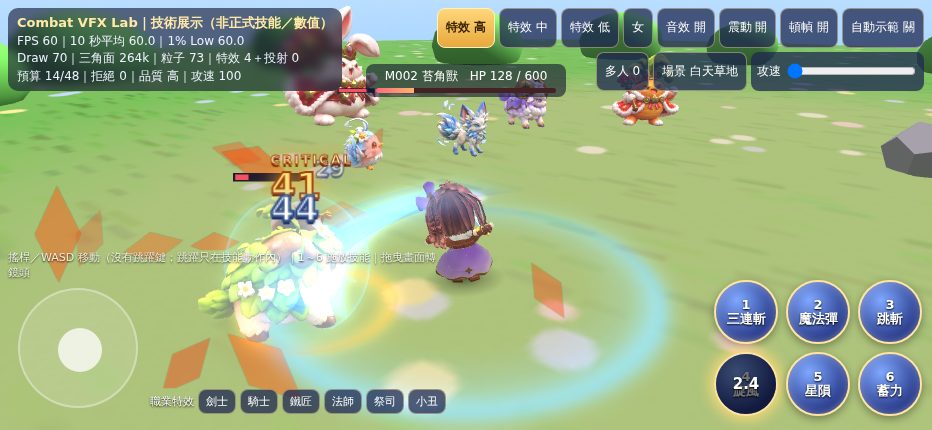 Combat VFX Lab｜技術展示（非正式技能／數值）
FPS 60｜10 秒平均 60.0｜1% Low 60.0
Draw 70｜三角面 264k｜粒子 73｜特效 4＋投射 0
預算 14/48｜拒絕 0｜品質 高｜攻速 100
特效 高
特效 中
特效 低
女
音效 開
震動 開
頓幀 開
自動示範 關
多人 0
場景 白天草地
攻速
M002 苔角獸 HP 128 / 600
CRITICAL
29
41
44
搖桿／WASD 移動（沒有跳躍鍵；跳躍只在技能動作內）｜1～6 施放技能｜拖曳畫面轉
鏡頭
1
三連斬
2
魔法彈
3
跳斬
4
2.4
旋風
5
星隕
6
蓄力
職業特效
劍士
騎士
鐵匠
法師
祭司
小丑